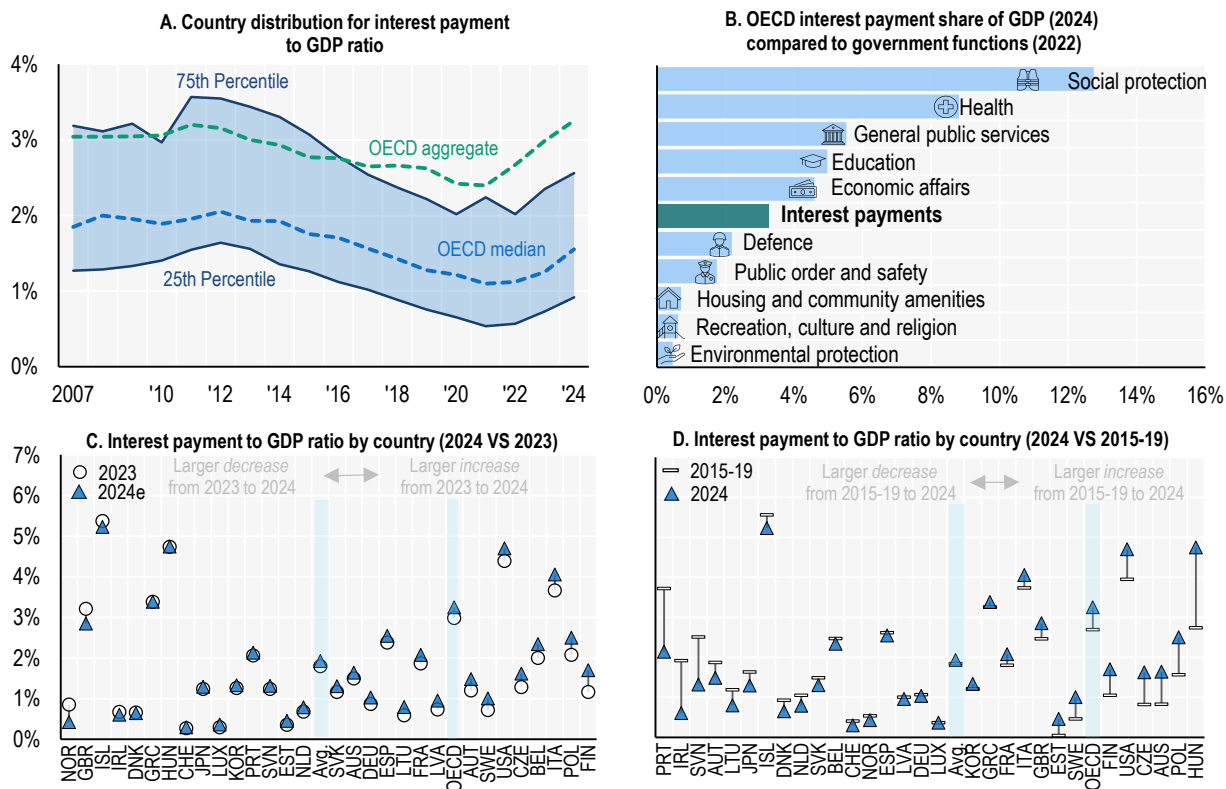 A. Country distribution for interest payment
to GDP ratio
4%
3%
2%
1%
0%
75th Percentile
OECD aggregate
OECD median
25th Percentile
2007 '10 '12 '14 '16 '18 '20 '22 '24
B. OECD interest payment share of GDP (2024)
compared to government functions (2022)
Social protection
Health
General public services
Education
Economic affairs
Interest payments
Defence
Public order and safety
Housing and community amenities
Recreation, culture and religion
Environmental protection
0% 2% 4% 6% 8% 10% 12% 14% 16%
C. Interest payment to GDP ratio by country (2024 VS 2023)
7%
6%
5%
4%
3%
2%
1%
0%
2023
2024e
Larger decrease
from 2023 to 2024
Larger increase
from 2023 to 2024
NOR GBR ISL IRL DNK GRC HUN CHE JPN LUX KOR PRT SVN EST NLD Avg. SVK AUS DEU ESP LTU FRA LVA OECD AUT SWE USA CZE BEL ITA POL FIN
D. Interest payment to GDP ratio by country (2024 VS 2015-19)
2015-19
2024
Larger decrease
from 2015-19 to 2024
Larger increase
from 2015-19 to 2024
PRT IRL SVN AUT LTU JPN ISL DNK NLD SVK BEL CHE NOR ESP LVA DEU LUX Avg. KOR GRC FRA ITA GBR EST SWE OECD FIN USA CZE AUS POL HUN